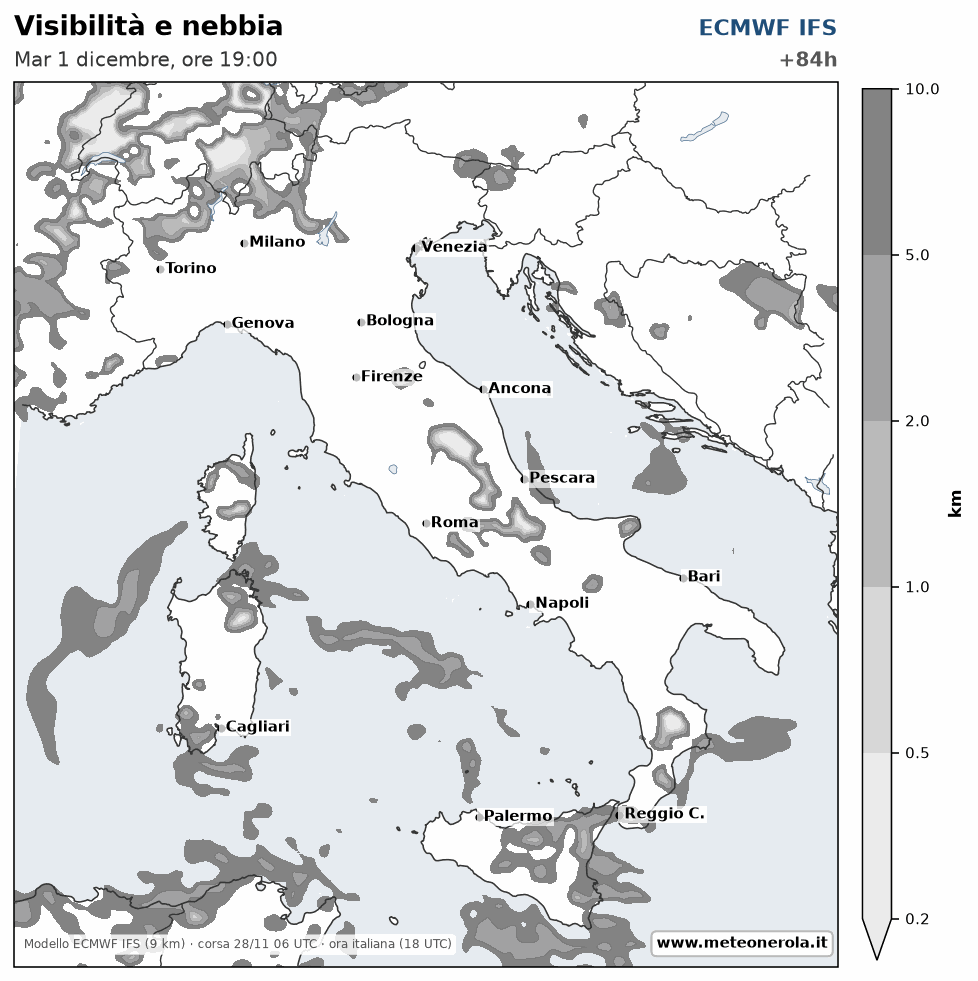 Visibilità e nebbia
ECMWF IFS
Mar 1 dicembre, ore 19:00
+84h
10.0
5.0
2.0
1.0
0.5
0.2
km
Milano
Venezia
Torino
Genova
Bologna
Firenze
Ancona
Pescara
Roma
Bari
Napoli
Cagliari
Palermo
Reggio C.
Modello ECMWF IFS (9 km) · corsa 28/11 06 UTC · ora italiana (18 UTC)
www.meteonerola.it